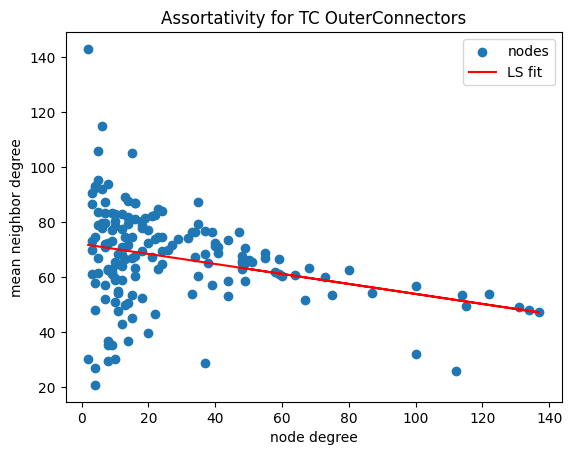 Assortativity for TC OuterConnectors
nodes
LS fit
mean neighbor degree
140
120
100
80
60
40
20
0 20 40 60 80 100 120 140
node degree